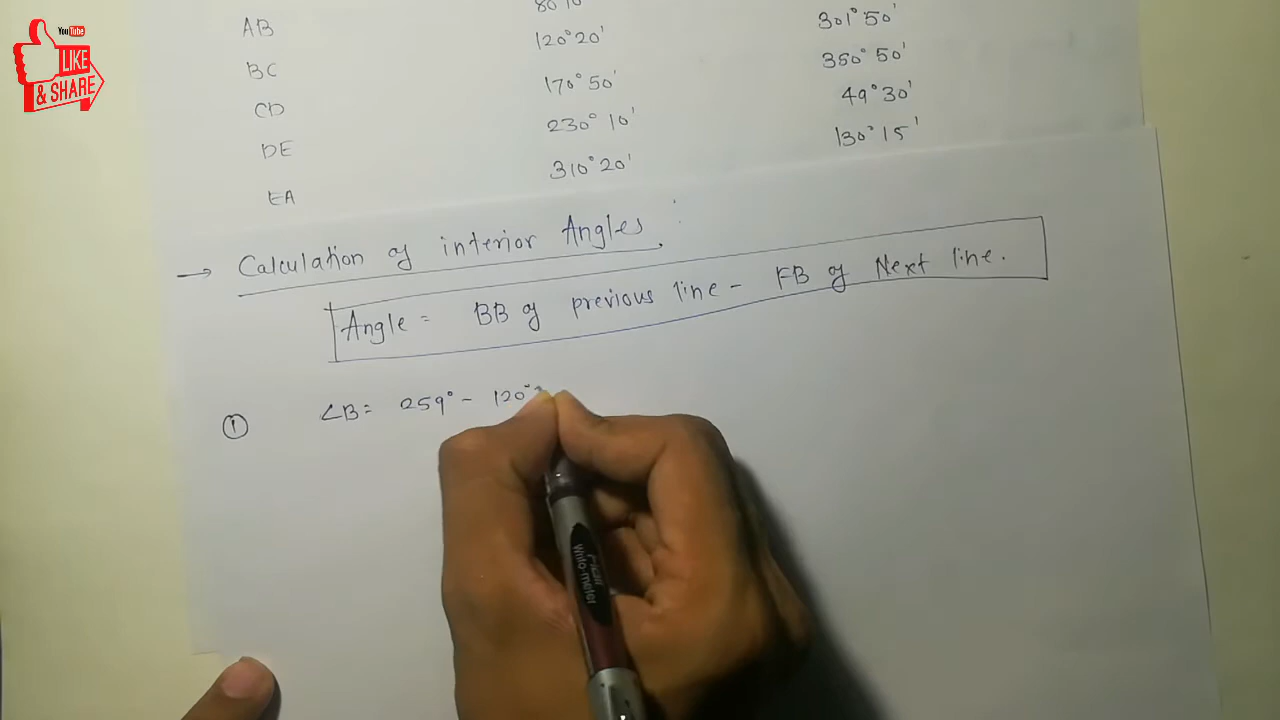 YouTube
LIKE
& SHARE
AB 301°50'
BC 120°20' 350°50'
CD 170°50' 49°30'
DE 230°10' 130°15'
EA 310°20'
→ Calculation of interior Angles :
Angle = BB of previous line - FB of Next line.
① ∠B = 259° - 120°
Write-meter